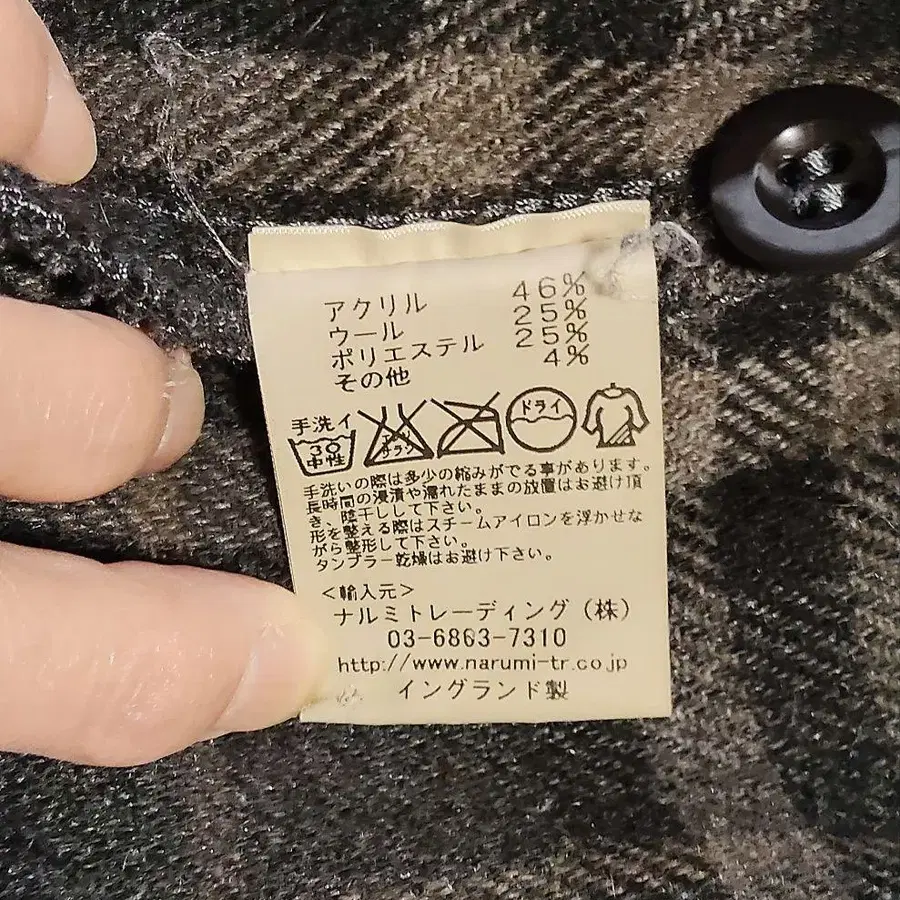 アクリル 46%
ウール 25%
ポリエステル 25%
その他 4%
手洗イ
30
中性
エンソ
サラシ
ドライ
手洗いの際は多少の縮みがでる事があります。
長時間の浸漬や濡れたままの放置はお避け頂
き、陰干しして下さい。
形を整える際はスチームアイロンを浮かせな
がら整形して下さい。
タンブラー乾燥はお避け下さい。
<輸入元>
ナルミトレーディング(株)
03-6863-7310
http://www.narumi-tr.co.jp
イングランド製